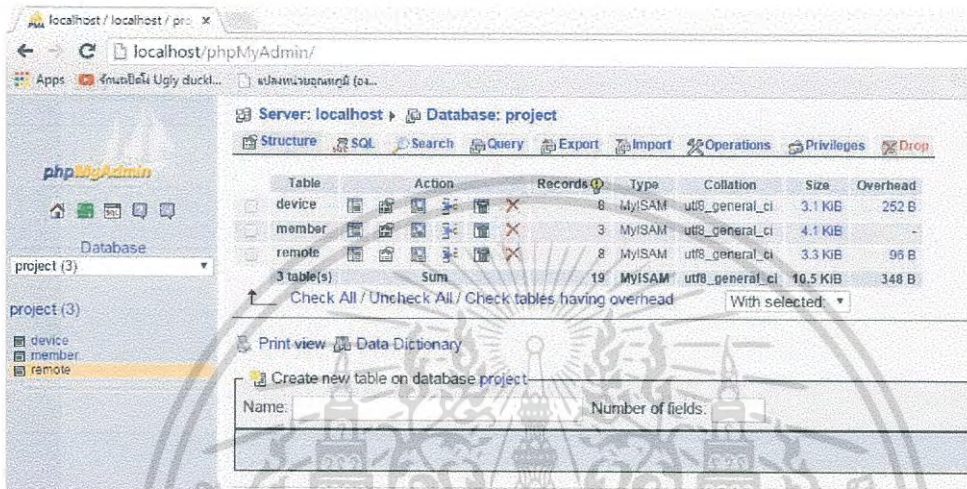 localhost / localhost / pro x
localhost/phpMyAdmin/
Apps
Ugly duckl...
phpMyAdmin
Database
project (3)
project (3)
device
member
remote
Server: localhost Database: project
Structure SQL Search Query Export Import Operations Privileges Drop
Table Action Records Type Collation Size Overhead
device 8 MyISAM utf8_general_ci 3.1 KiB 252 B
member 3 MyISAM utf8_general_ci 4.1 KiB -
remote 8 MyISAM utf8_general_ci 3.3 KiB 96 B
3 table(s) Sum 19 MyISAM utf8_general_ci 10.5 KiB 348 B
Check All / Uncheck All / Check tables having overhead With selected:
Print view Data Dictionary
Create new table on database project
Name: Number of fields: